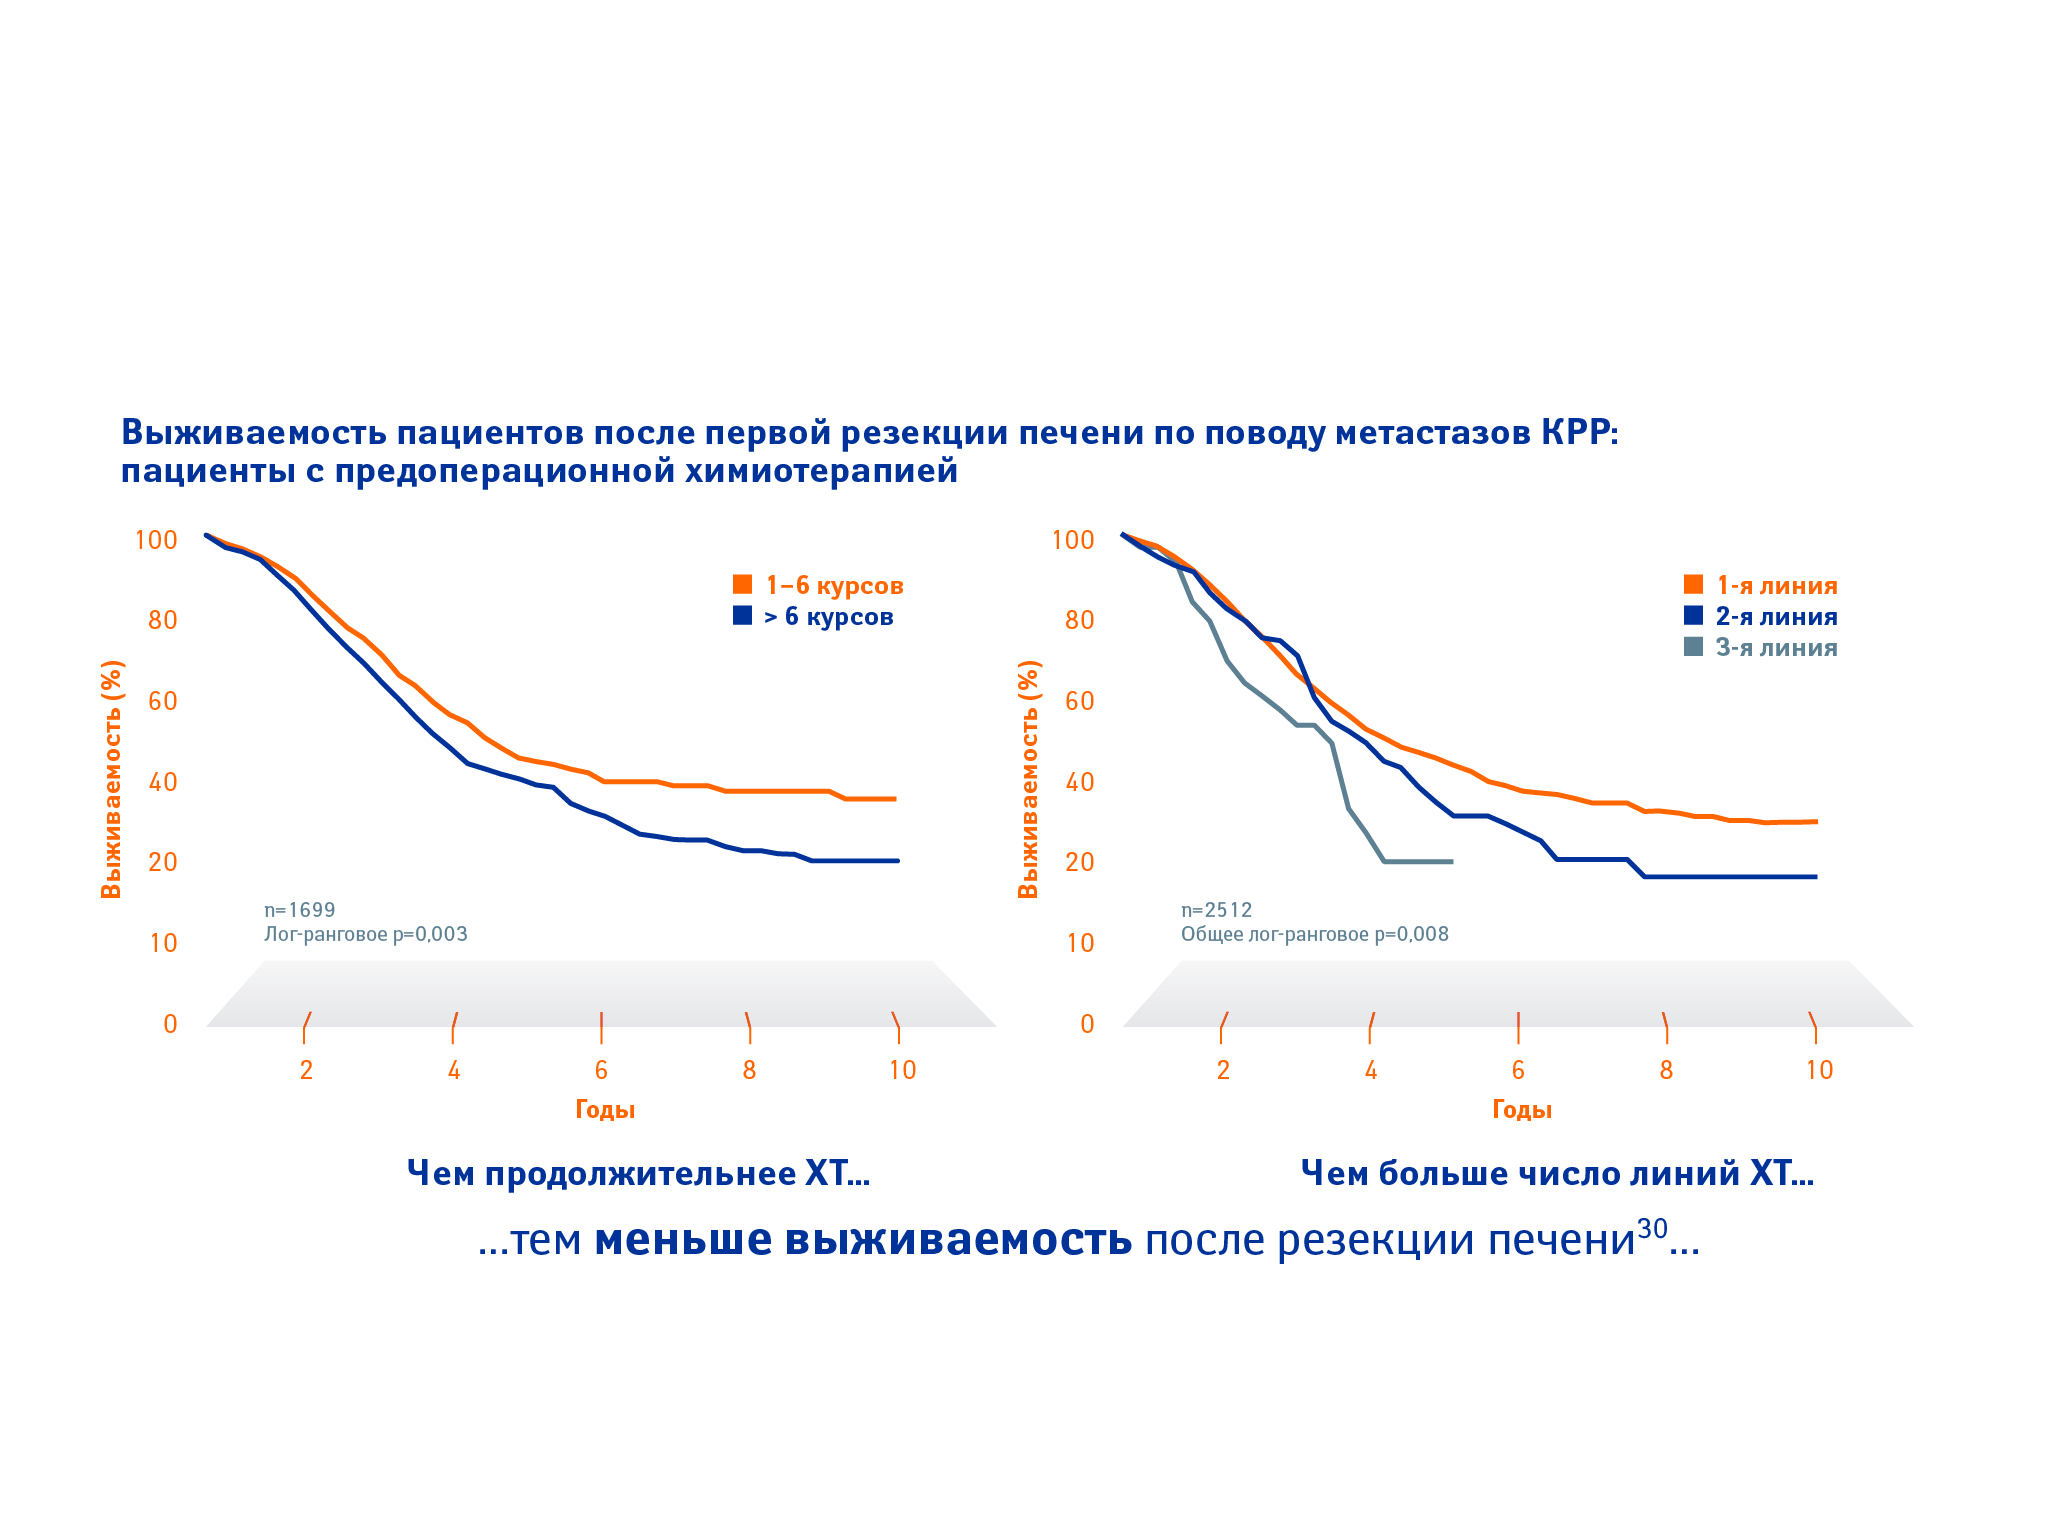 Выживаемость пациентов после первой резекции печени по поводу метастазов КРР:
пациенты с предоперационной химиотерапией
Выживаемость (%)
100
80
60
40
20
10
0
1–6 курсов
> 6 курсов
n=1699
Лог-ранговое p=0,003
2
4
6
8
10
Годы
Чем продолжительнее ХТ...
Выживаемость (%)
100
80
60
40
20
10
0
1-я линия
2-я линия
3-я линия
n=2512
Общее лог-ранговое p=0,008
2
4
6
8
10
Годы
Чем больше число линий ХТ...
...тем меньше выживаемость после резекции печени³⁰...